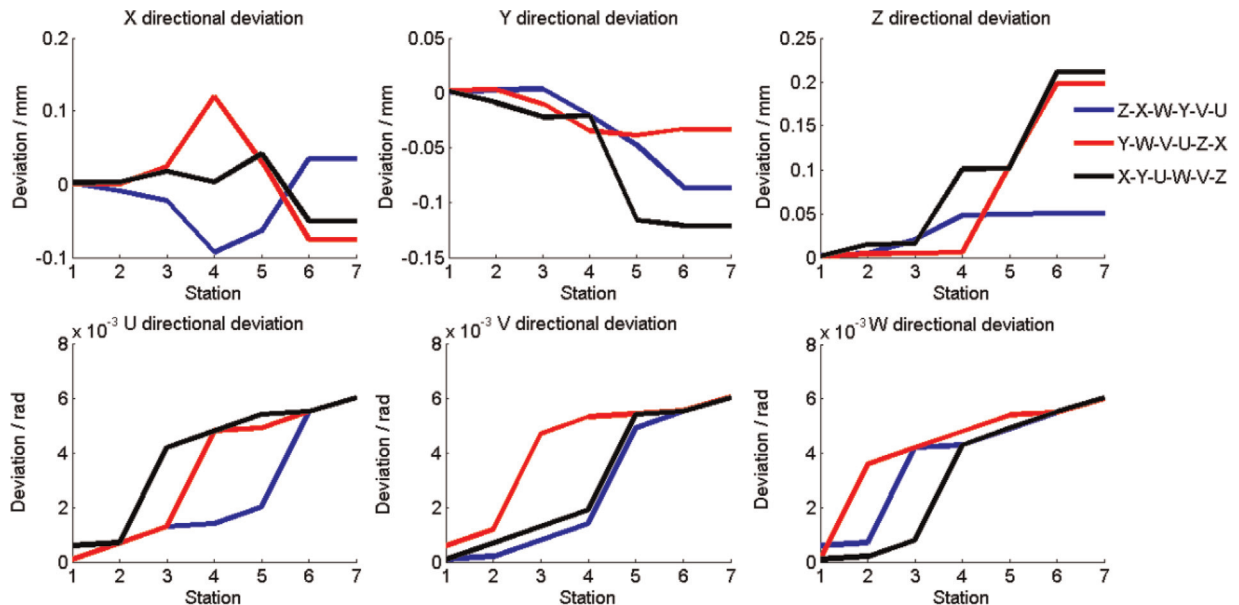 X directional deviation
Y directional deviation
Z directional deviation
0.2
0.1
0
-0.1
Deviation / mm
1 2 3 4 5 6 7
Station
0.05
0
-0.05
-0.1
-0.15
Deviation / mm
1 2 3 4 5 6 7
Station
0.25
0.2
0.15
0.1
0.05
0
Deviation / mm
1 2 3 4 5 6 7
Station
Z-X-W-Y-V-U
Y-W-V-U-Z-X
X-Y-U-W-V-Z
x 10⁻³ U directional deviation
8
6
4
2
0
Deviation / rad
1 2 3 4 5 6 7
Station
x 10⁻³ V directional deviation
8
6
4
2
0
Deviation / rad
1 2 3 4 5 6 7
Station
x 10⁻³ W directional deviation
8
6
4
2
0
Deviation / rad
1 2 3 4 5 6 7
Station